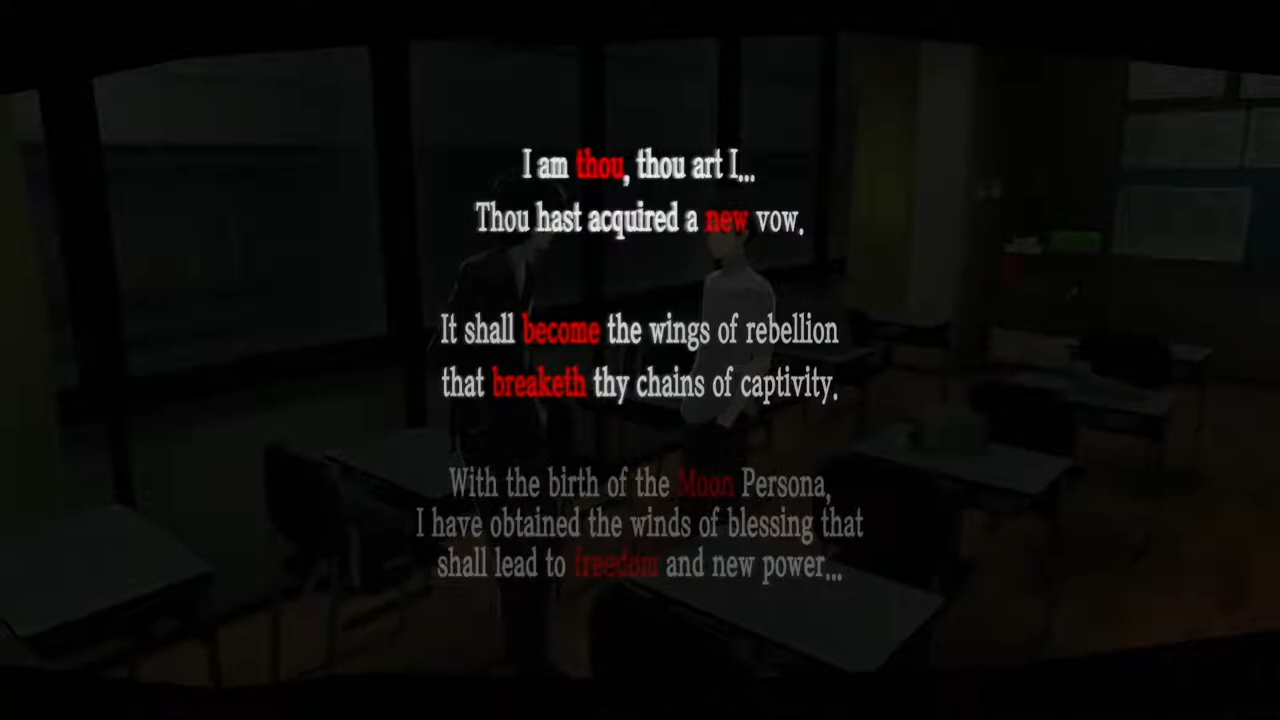 I am thou, thou art I...
Thou hast acquired a new vow.
It shall become the wings of rebellion
that breaketh thy chains of captivity.
With the birth of the Moon Persona,
I have obtained the winds of blessing that
shall lead to freedom and new power...